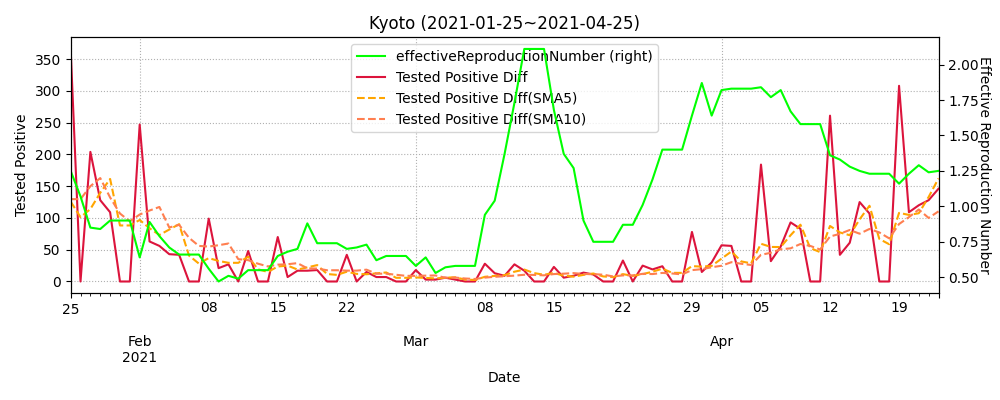 Kyoto (2021-01-25~2021-04-25)
effectiveReproductionNumber (right)
Tested Positive Diff
Tested Positive Diff(SMA5)
Tested Positive Diff(SMA10)
Tested Positive
350
300
250
200
150
100
50
0
2.00
1.75
1.50
1.25
1.00
0.75
0.50
Effective Reproduction Number
25 08 15 22 08 15 22 29 05 12 19
Feb Mar Apr
2021
Date